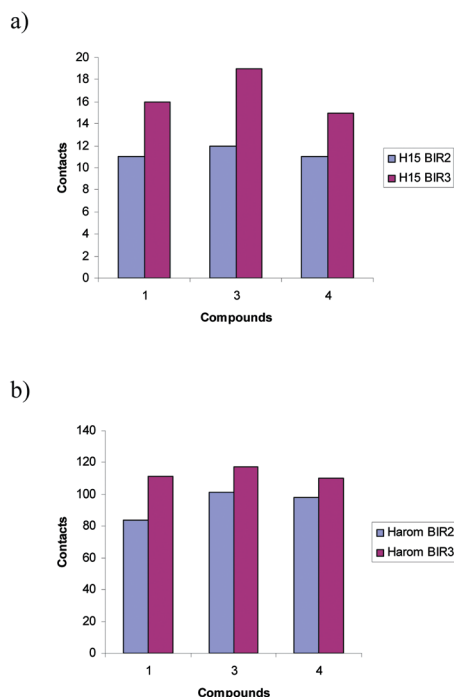 a)
20
18
16
14
12
10
8
6
4
2
0
Contacts
1 3 4
Compounds
H15 BIR2
H15 BIR3
b)
140
120
100
80
60
40
20
0
Contacts
1 3 4
Compounds
Harom BIR2
Harom BIR3